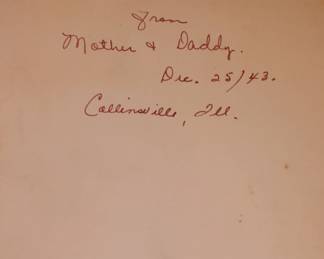 From
Mother & Daddy.
Dec. 25/43.
Collinsville, Ill.